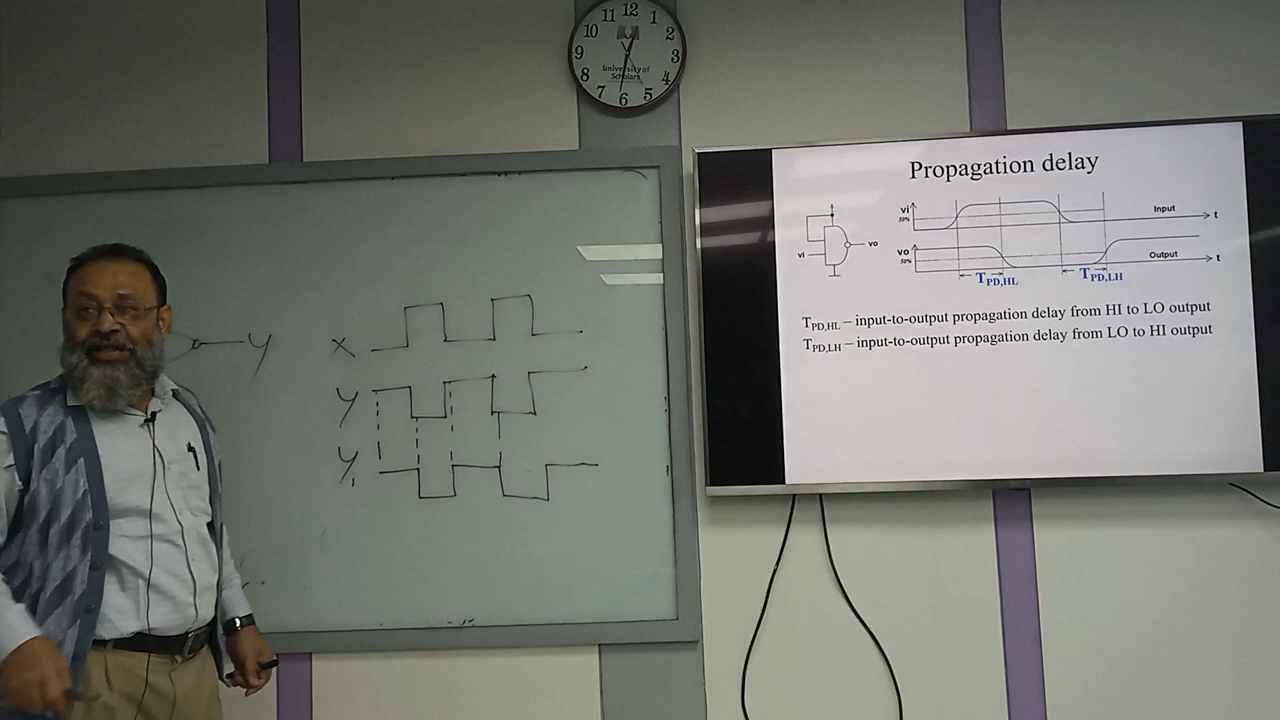 12
11 1
10 2
9 3
8 4
7 5
6
University of
Scholars
Y
X
Y
Y,
Propagation delay
vi
50%
Input
t
vi
vo
vo
50%
Output
t
TPD,HL
TPD,LH
TPD,HL – input-to-output propagation delay from HI to LO output
TPD,LH – input-to-output propagation delay from LO to HI output